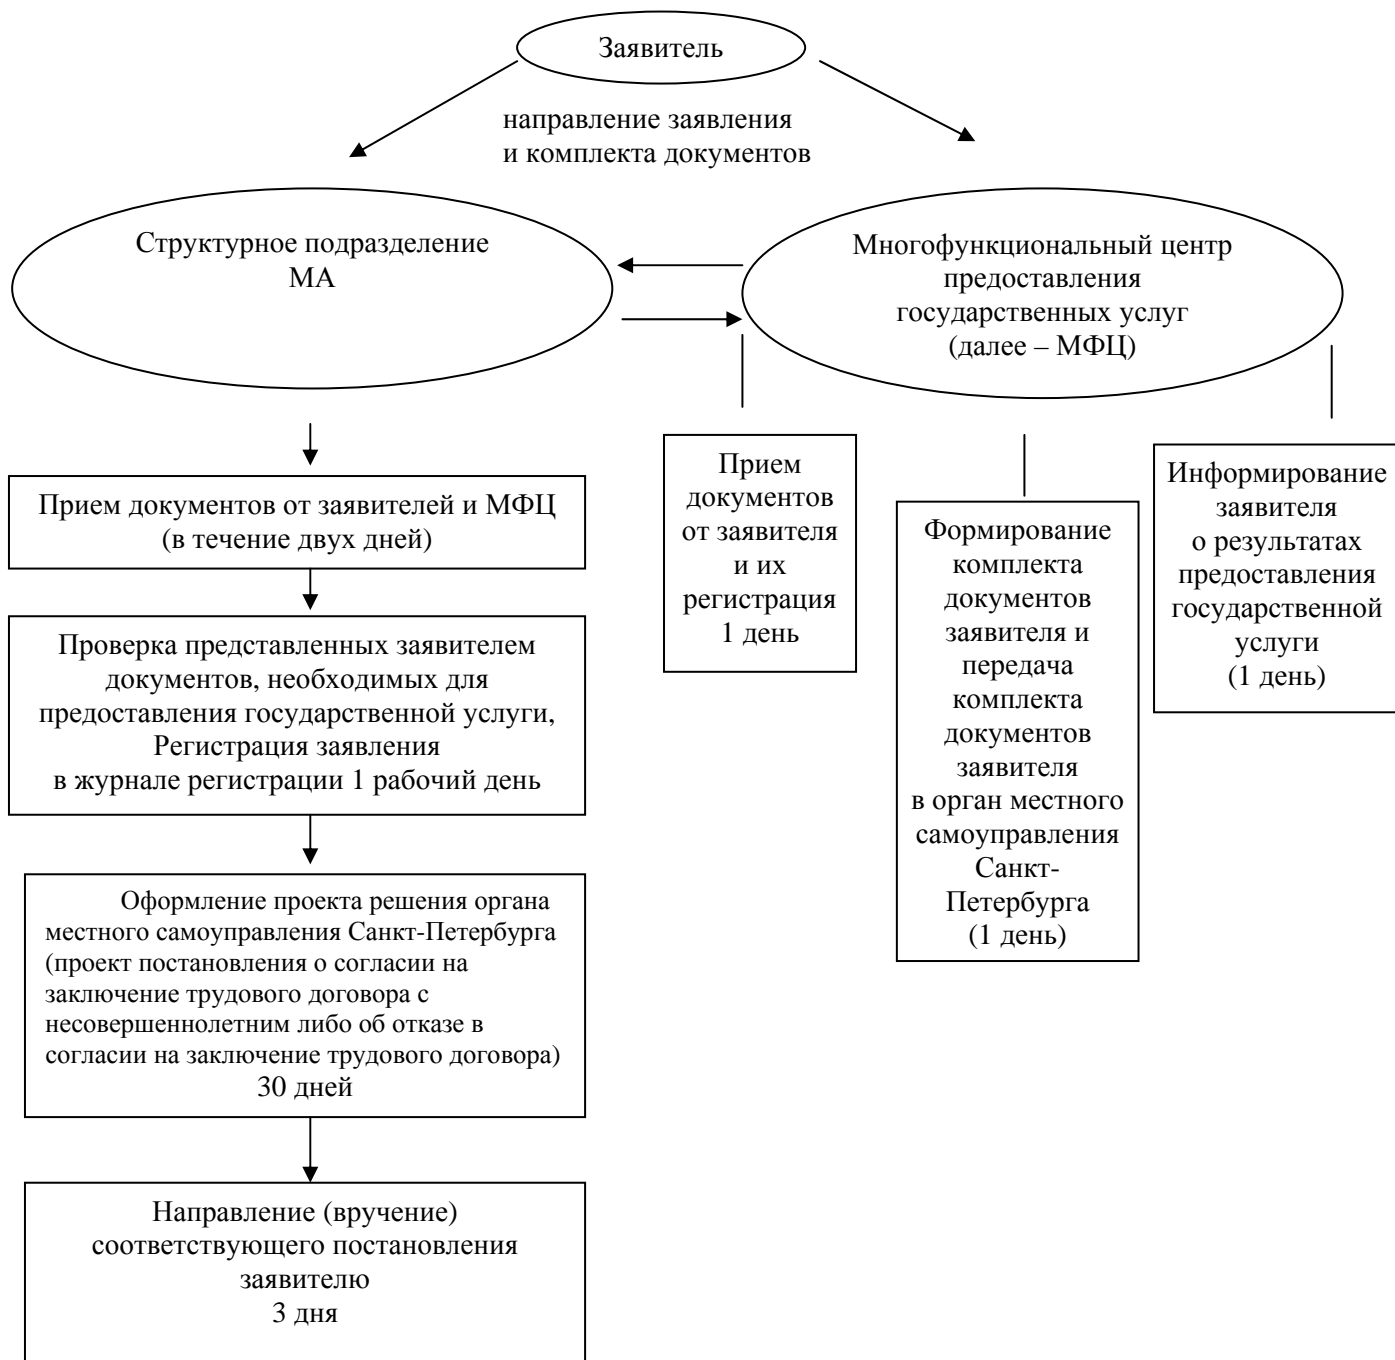 Заявитель
направление заявления
и комплекта документов
Структурное подразделение
МА
Многофункциональный центр
предоставления
государственных услуг
(далее – МФЦ)
Прием документов от заявителей и МФЦ
(в течение двух дней)
Проверка представленных заявителем
документов, необходимых для
предоставления государственной услуги,
Регистрация заявления
в журнале регистрации 1 рабочий день
Оформление проекта решения органа
местного самоуправления Санкт-Петербурга
(проект постановления о согласии на
заключение трудового договора с
несовершеннолетним либо об отказе в
согласии на заключение трудового договора)
30 дней
Направление (вручение)
соответствующего постановления
заявителю
3 дня
Прием
документов
от заявителя
и их
регистрация
1 день
Формирование
комплекта
документов
заявителя и
передача
комплекта
документов
заявителя
в орган местного
самоуправления
Санкт-
Петербурга
(1 день)
Информирование
заявителя
о результатах
предоставления
государственной
услуги
(1 день)